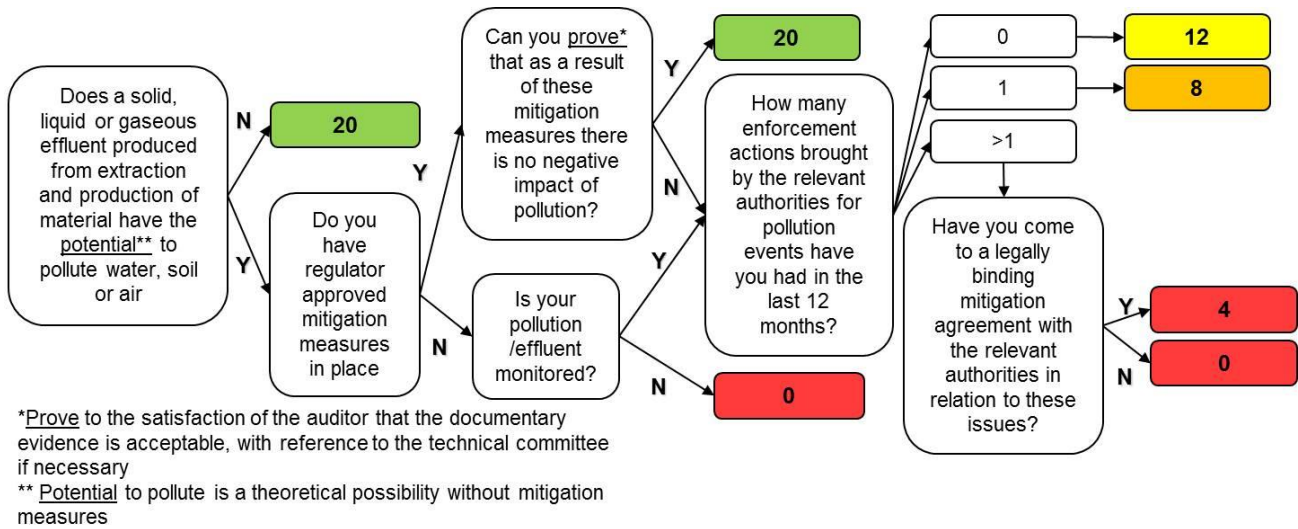 Does a solid,
liquid or gaseous
effluent produced
from extraction
and production of
material have the
potential** to
pollute water, soil
or air
N
20
Y
Do you
have
regulator
approved
mitigation
measures
in place
Y
N
Can you prove*
that as a result
of these
mitigation
measures there
is no negative
impact of
pollution?
Y
20
N
Is your
pollution
/effluent
monitored?
Y
N
0
How many
enforcement
actions brought
by the relevant
authorities for
pollution
events have
you had in the
last 12
months?
0
12
1
8
>1
Have you come
to a legally
binding
mitigation
agreement with
the relevant
authorities in
relation to these
issues?
Y
4
N
0
*Prove to the satisfaction of the auditor that the documentary
evidence is acceptable, with reference to the technical committee
if necessary
** Potential to pollute is a theoretical possibility without mitigation
measures